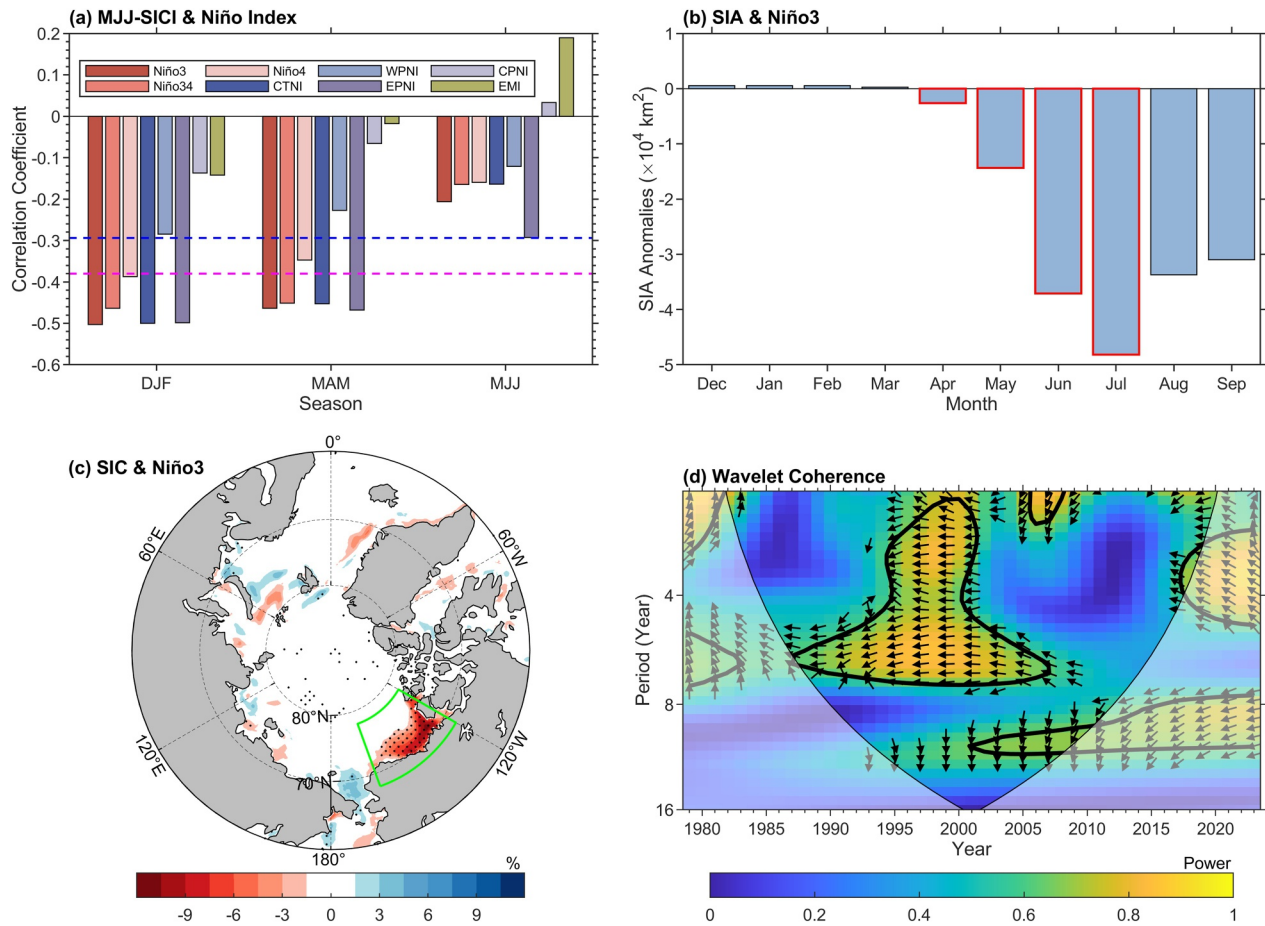 (a) MJJ-SICI & Niño Index
0.2
0.1
0
-0.1
-0.2
-0.3
-0.4
-0.5
-0.6
Correlation Coefficient
Niño3 Niño4 WPNI CPNI
Niño34 CTNI EPNI EMI
DJF MAM MJJ
Season
(b) SIA & Niño3
1
0
-1
-2
-3
-4
-5
SIA Anomalies (×10⁴ km²)
Dec Jan Feb Mar Apr May Jun Jul Aug Sep
Month
(c) SIC & Niño3
0°
60°E
60°W
80°N
70°N
120°E
120°W
180°
%
-9 -6 -3 0 3 6 9
(d) Wavelet Coherence
4
8
16
Period (Year)
1980 1985 1990 1995 2000 2005 2010 2015 2020
Year
Power
0 0.2 0.4 0.6 0.8 1